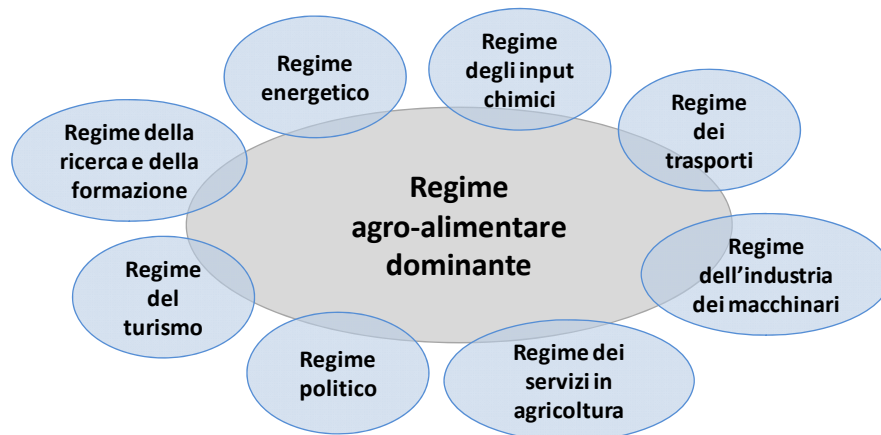 Regime
energetico
Regime
degli input
chimici
Regime
dei
trasporti
Regime della
ricerca e della
formazione
Regime
agro-alimentare
dominante
Regime
dell’industria
dei macchinari
Regime
del
turismo
Regime
politico
Regime dei
servizi in
agricoltura